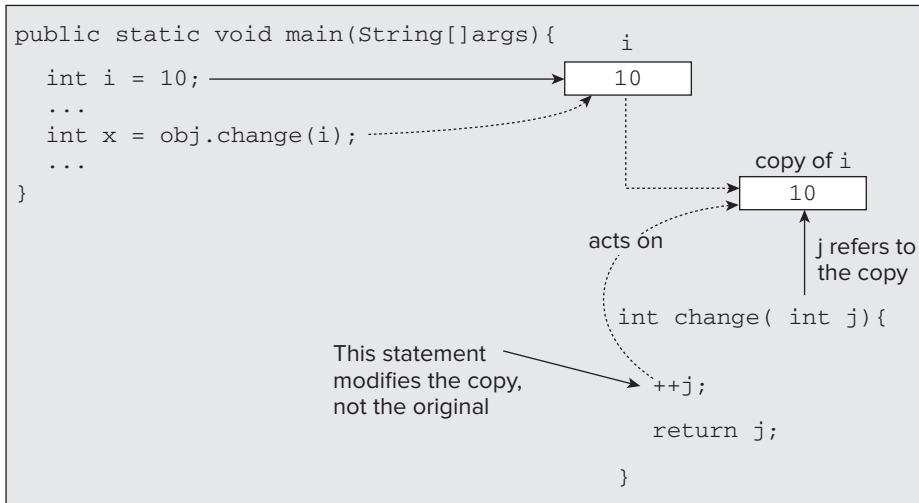 public static void main(String[]args){
i
int i = 10;
10
...
int x = obj.change(i);
...
copy of i
}
10
acts on
j refers to
the copy
int change( int j){
This statement
modifies the copy,
not the original
++j;
return j;
}